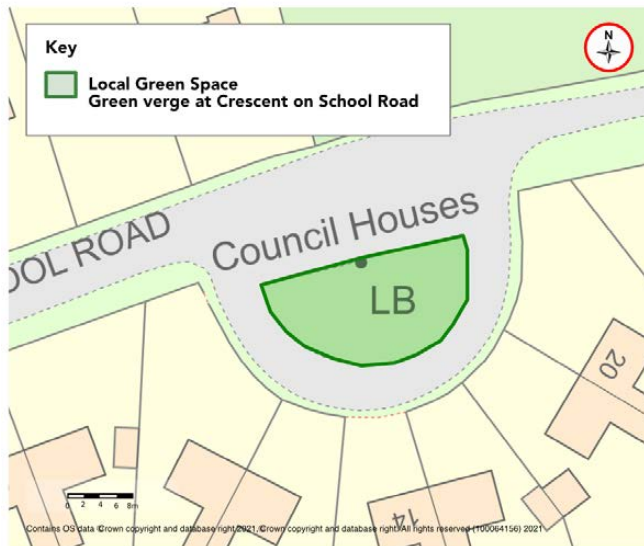 Key
Local Green Space
Green verge at Crescent on School Road
N
Council Houses
OOL ROAD
LB
20
14
0 2 4 6 8m
Contains OS data ©rown copyright and database right 2021, Crown copyright and database right. All rights reserved (100064156) 2021